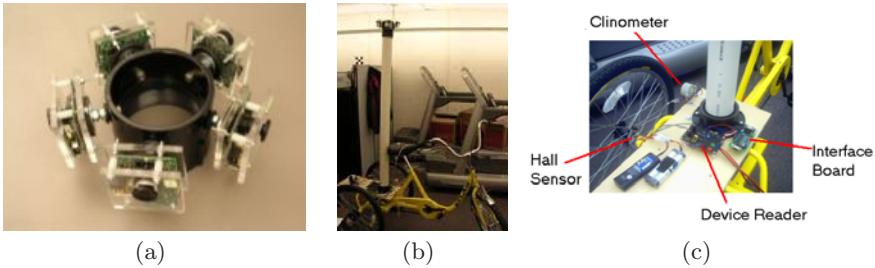 Clinometer
Hall
Sensor
Interface
Board
Device Reader
(a)
(b)
(c)